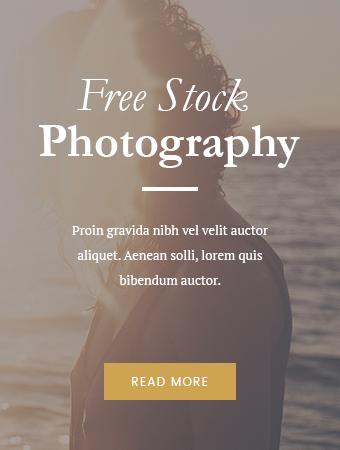 Free Stock
Photography
Proin gravida nibh vel velit auctor
aliquet. Aenean solli, lorem quis
bibendum auctor.
READ MORE